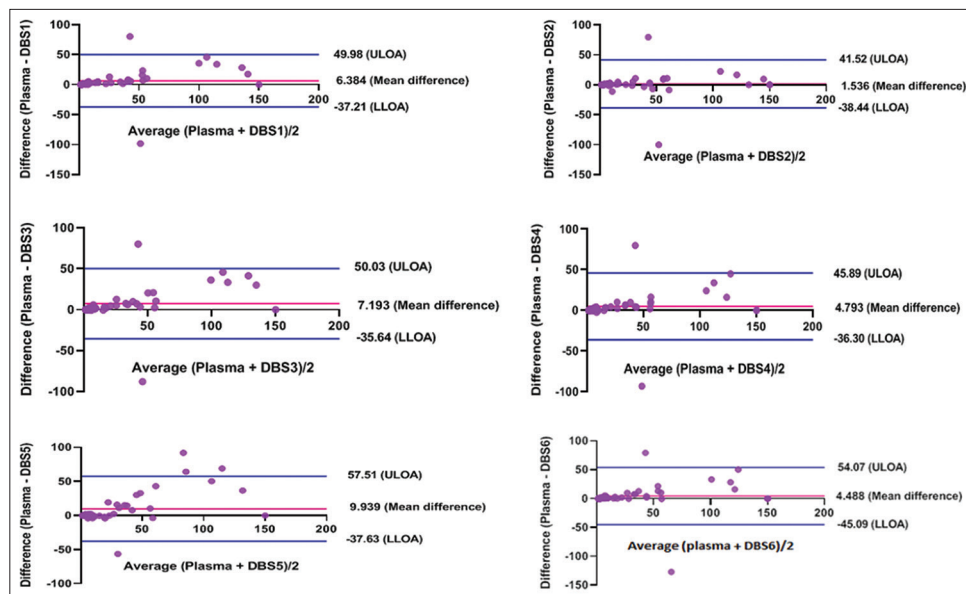 Difference (Plasma - DBS1)
100
50
0
-50
-100
-150
50
100
150
200
49.98 (ULOA)
6.384 (Mean difference)
-37.21 (LLOA)
Average (Plasma + DBS1)/2
Difference (Plasma - DBS2)
100
50
0
-50
-100
-150
50
100
150
200
41.52 (ULOA)
1.536 (Mean difference)
-38.44 (LLOA)
Average (Plasma + DBS2)/2
Difference (Plasma - DBS3)
100
50
0
-50
-100
50
100
150
200
50.03 (ULOA)
7.193 (Mean difference)
-35.64 (LLOA)
Average (Plasma + DBS3)/2
Difference (Plasma - DBS4)
100
50
0
-50
-100
50
100
150
200
45.89 (ULOA)
4.793 (Mean difference)
-36.30 (LLOA)
Average (Plasma + DBS4)/2
Difference (Plasma - DBS5)
100
50
0
-50
-100
50
100
150
200
57.51 (ULOA)
9.939 (Mean difference)
-37.63 (LLOA)
Average (Plasma + DBS5)/2
Difference (Plasma - DBS6)
100
50
0
-50
-100
-150
50
100
150
200
54.07 (ULOA)
4.488 (Mean difference)
-45.09 (LLOA)
Average (plasma + DBS6)/2